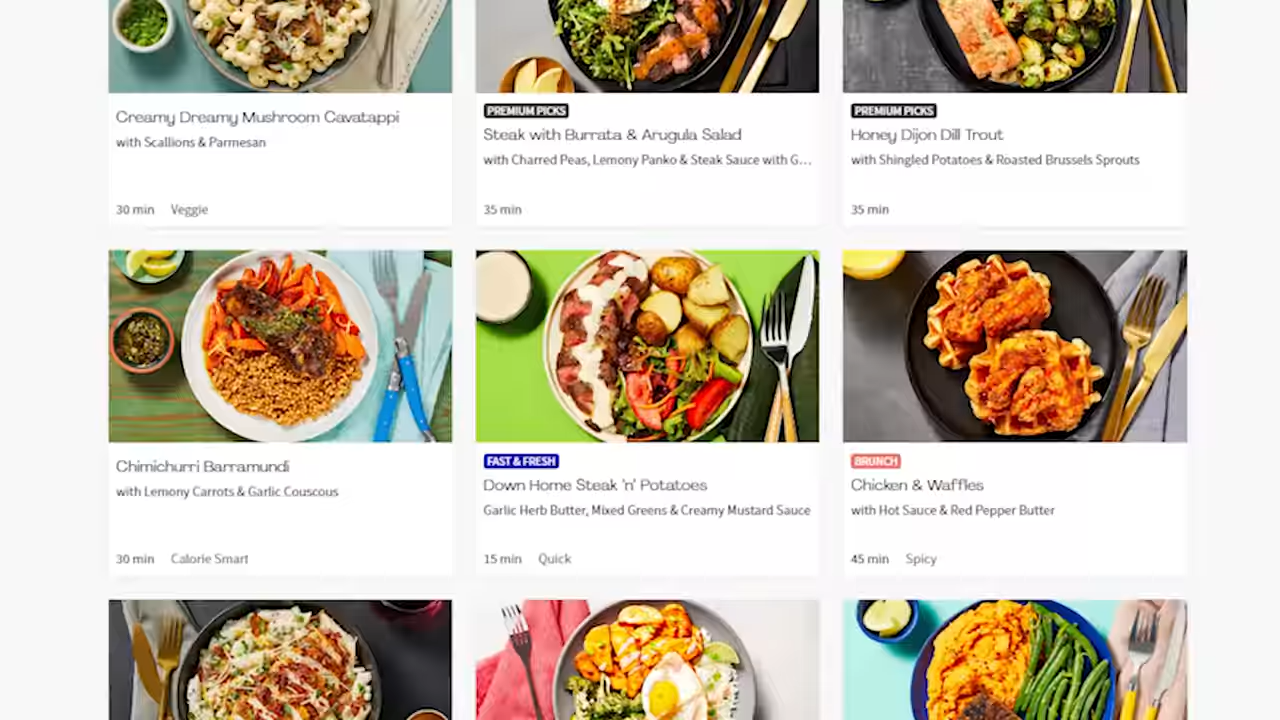 Creamy Dreamy Mushroom Cavatappi
with Scallions & Parmesan
30 min Veggie
PREMIUM PICKS
Steak with Burrata & Arugula Salad
with Charred Peas, Lemony Panko & Steak Sauce with G...
35 min
PREMIUM PICKS
Honey Dijon Dill Trout
with Shingled Potatoes & Roasted Brussels Sprouts
35 min
Chimichurri Barramundi
with Lemony Carrots & Garlic Couscous
30 min Calorie Smart
FAST & FRESH
Down Home Steak 'n' Potatoes
Garlic Herb Butter, Mixed Greens & Creamy Mustard Sauce
15 min Quick
BRUNCH
Chicken & Waffles
with Hot Sauce & Red Pepper Butter
45 min Spicy